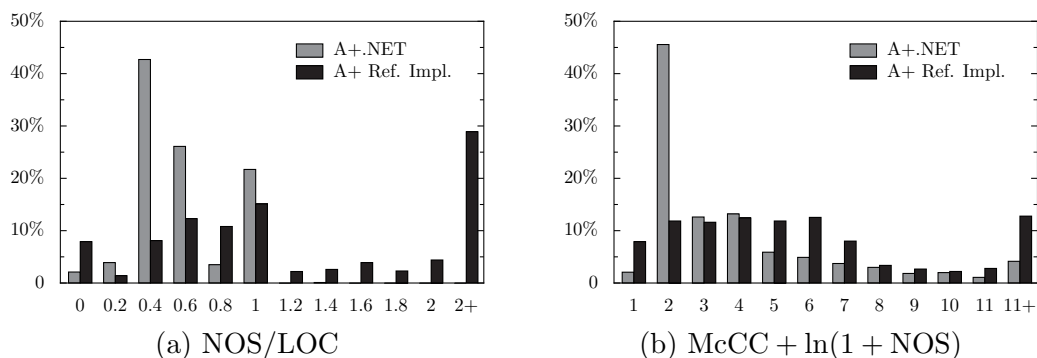 50%
40%
30%
20%
10%
0
A+.NET
A+ Ref. Impl.
0 0.2 0.4 0.6 0.8 1 1.2 1.4 1.6 1.8 2 2+
(a) NOS/LOC
50%
40%
30%
20%
10%
0
A+.NET
A+ Ref. Impl.
1 2 3 4 5 6 7 8 9 10 11 11+
(b) McCC + ln(1 + NOS)